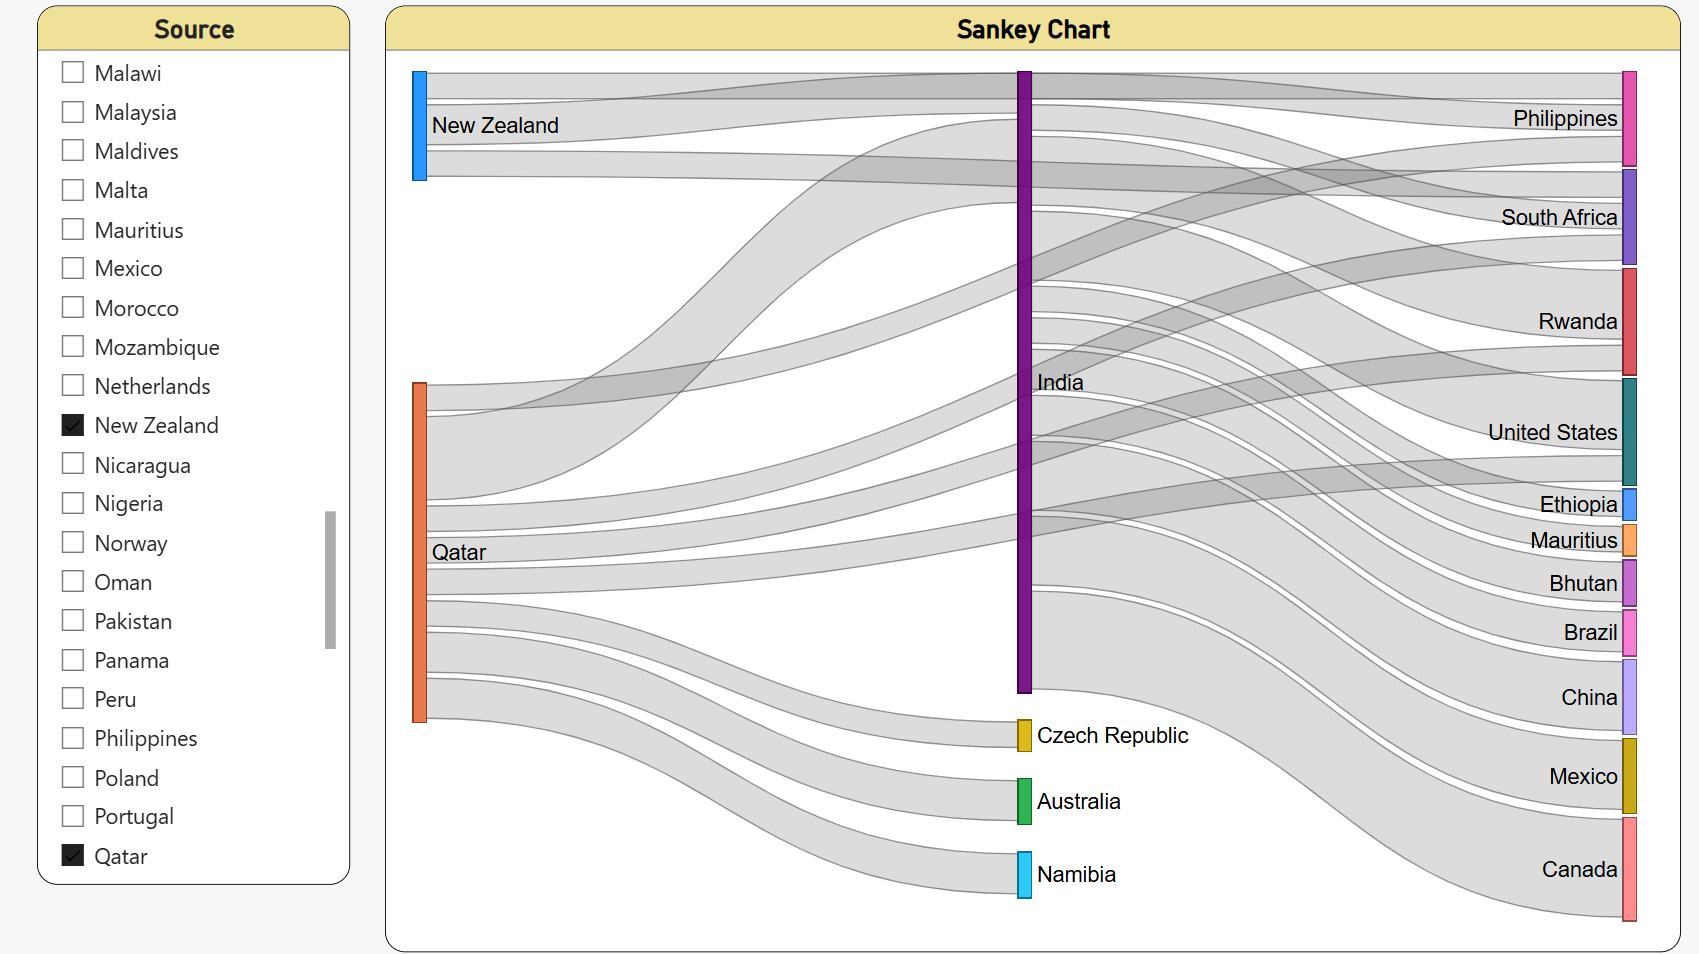 Source
Malawi
Malaysia
Maldives
Malta
Mauritius
Mexico
Morocco
Mozambique
Netherlands
New Zealand
Nicaragua
Nigeria
Norway
Oman
Pakistan
Panama
Peru
Philippines
Poland
Portugal
Qatar
Sankey Chart
New Zealand
Qatar
India
Czech Republic
Australia
Namibia
Philippines
South Africa
Rwanda
United States
Ethiopia
Mauritius
Bhutan
Brazil
China
Mexico
Canada